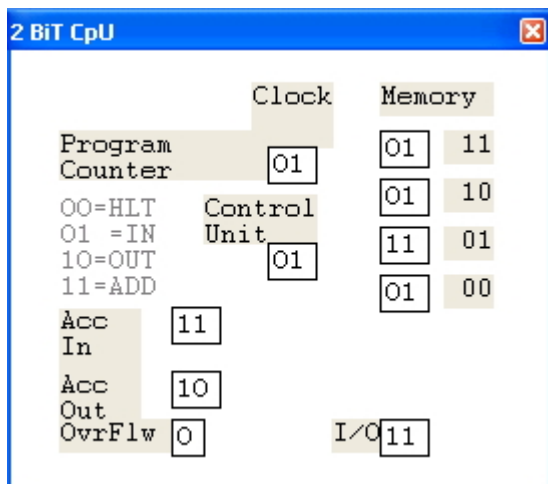 2 BiT CpU
Clock Memory
Program Counter 01 01 11
01 10
00=HLT Control
01 =IN Unit 11 01
10=OUT 01
11=ADD 01 00
Acc In 11
Acc Out 10
OvrFlw 0 I/O 11